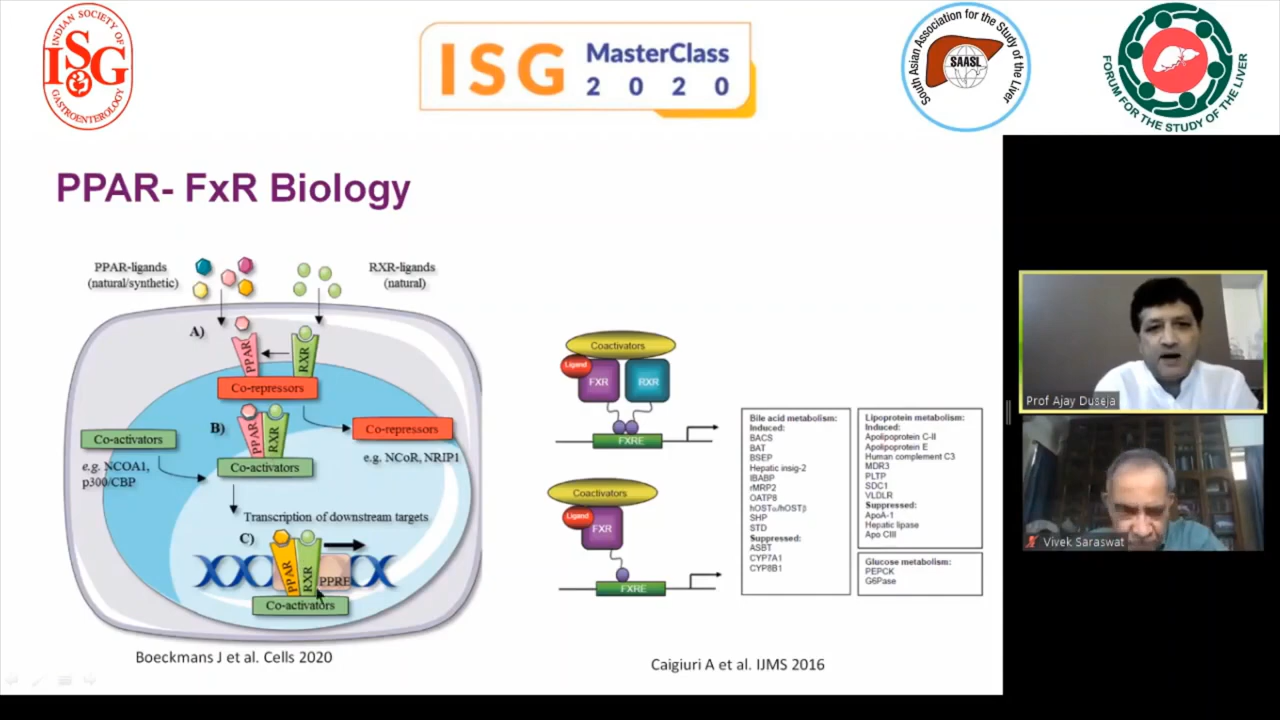 INDIAN SOCIETY OF
ISG
GASTROENTEROLOGY
ISG MasterClass
2020
South Asian Association for the Study of the Liver
SAASL
FORUM FOR THE STUDY OF THE LIVER
PPAR- FxR Biology
PPAR-ligands
(natural/synthetic)
RXR-ligands
(natural)
A)
PPAR
RXR
Co-repressors
B)
PPAR
RXR
Co-activators
Co-activators
e.g. NCOA1,
p300/CBP
Co-repressors
e.g. NCoR, NRIP1
Transcription of downstream targets
C)
PPAR
RXR
PPRE
Co-activators
Boeckmans J et al. Cells 2020
Coactivators
Ligand
FXR
RXR
FXRE
Coactivators
Ligand
FXR
FXRE
Bile acid metabolism:
Induced:
BACS
BAT
BSEP
Hepatic insig-2
IBABP
rMRP2
OATP8
hOSTα/hOSTβ
SHP
STD
Suppressed:
ASBT
CYP7A1
CYP8B1
Lipoprotein metabolism:
Induced:
Apolipoprotein C-II
Apolipoprotein E
Human complement C3
MDR3
PLTP
SDC1
VLDLR
Suppressed:
ApoA-1
Hepatic lipase
Apo CIII
Glucose metabolism:
PEPCK
G6Pase
Caigiuri A et al. IJMS 2016
Prof Ajay Duseja
Vivek Saraswat